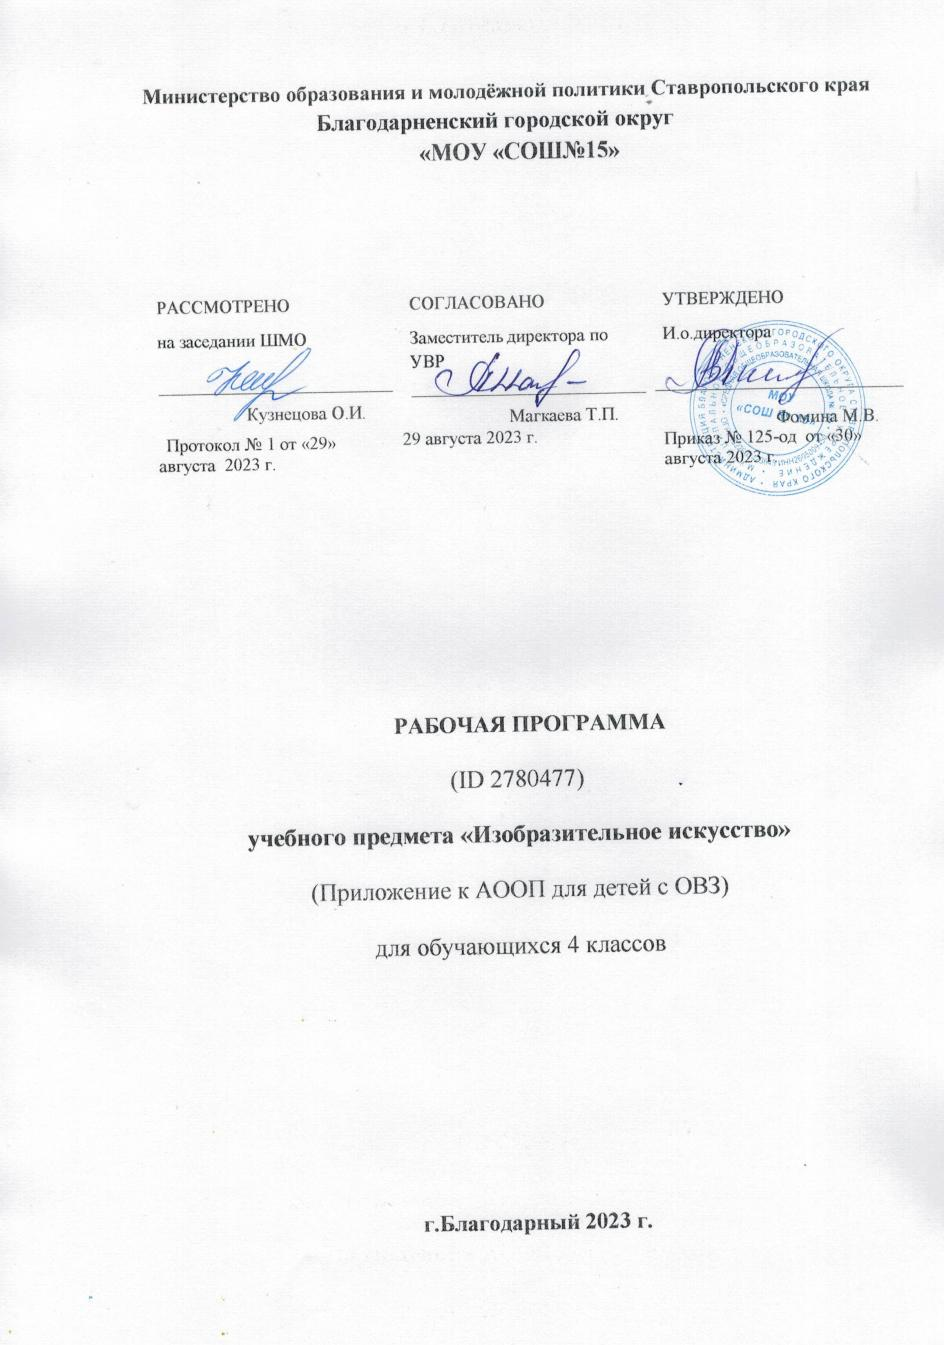 Министерство образования и молодёжной политики Ставропольского края
Благодарненский городской округ
«МОУ «СОШ№15»
РАССМОТРЕНО
на заседании ШМО
Кузнецова О.И.
Протокол № 1 от «29»
августа 2023 г.
СОГЛАСОВАНО
Заместитель директора по
УВР
Магкаева Т.П.
29 августа 2023 г.
УТВЕРЖДЕНО
И.о.директора
Фомина М.В.
Приказ № 125-од от «30»
августа 2023 г.
МОУ
«СОШ
РАБОЧАЯ ПРОГРАММА
(ID 2780477)
учебного предмета «Изобразительное искусство»
(Приложение к АООП для детей с ОВЗ)
для обучающихся 4 классов
г.Благодарный 2023 г.